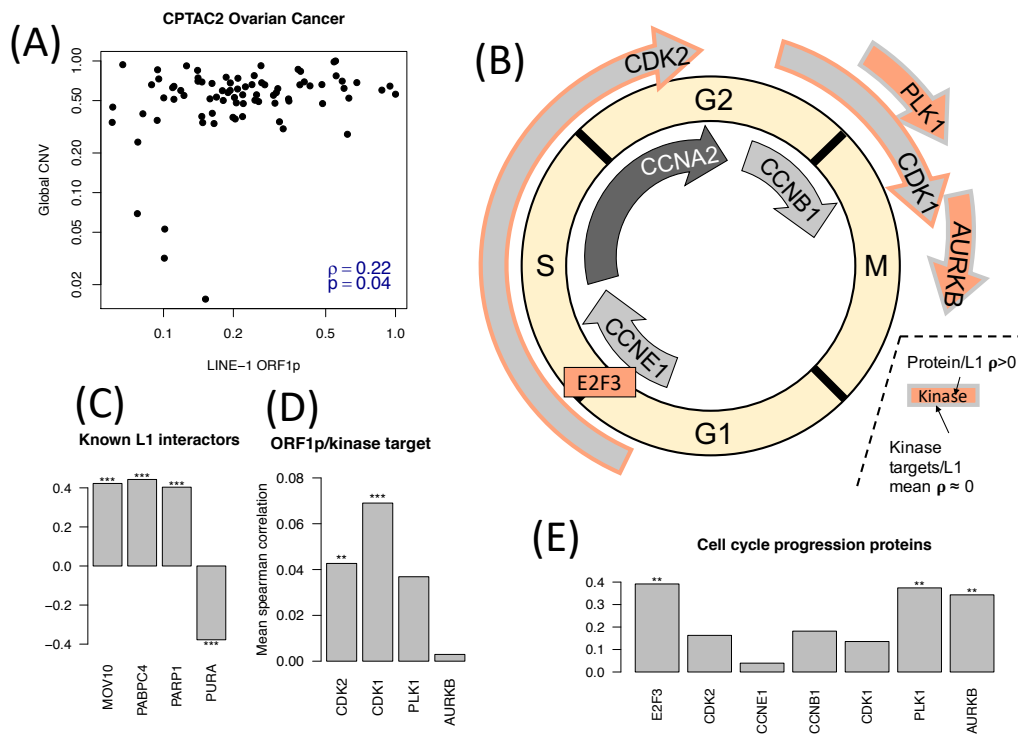 (A)
CPTAC2 Ovarian Cancer
Global CNV
1.00
0.50
0.20
0.10
0.05
0.02
ρ = 0.22
p = 0.04
0.1
0.2
0.5
1.0
LINE−1 ORF1p
(B)
CDK2
G2
CCNA2
CCNB1
S
M
CCNE1
E2F3
G1
PLK1
CDK1
AURKB
Protein/L1 ρ>0
Kinase
Kinase
targets/L1
mean ρ ≈ 0
(C)
Known L1 interactors
0.4
0.2
0.0
−0.2
−0.4
***
***
***
***
MOV10
PABPC4
PARP1
PURA
(D)
ORF1p/kinase target
Mean spearman correlation
0.08
0.06
0.04
0.02
0.00
**
***
CDK2
CDK1
PLK1
AURKB
(E)
Cell cycle progression proteins
0.4
0.3
0.2
0.1
0.0
**
**
**
E2F3
CDK2
CCNE1
CCNB1
CDK1
PLK1
AURKB